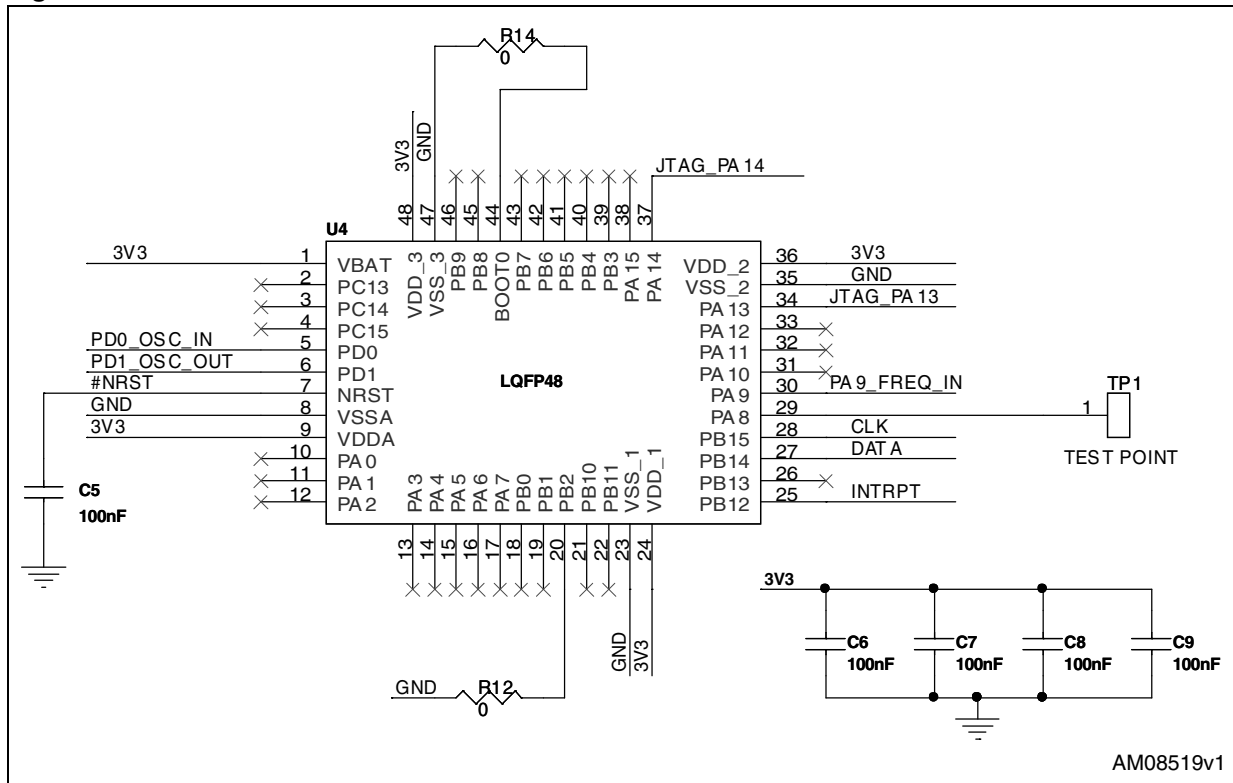 R14
0
3V3
GND
JTAG_PA14
48
47
46
45
44
43
42
41
40
39
38
37
U4
VDD_3
VSS_3
PB9
PB8
BOOT0
PB7
PB6
PB5
PB4
PB3
PA15
PA14
3V3 1 VBAT
2 PC13
3 PC14
4 PC15
PD0_OSC_IN 5 PD0
PD1_OSC_OUT 6 PD1
#NRST 7 NRST
GND 8 VSSA
3V3 9 VDDA
10 PA0
11 PA1
12 PA2
LQFP48
VDD_2 36 3V3
VSS_2 35 GND
PA13 34 JTAG_PA13
PA12 33
PA11 32
PA10 31
PA9 30 PA9_FREQ_IN
PA8 29
PB15 28 CLK
PB14 27 DATA
PB13 26
PB12 25 INTRPT
TP1
1
TEST POINT
C5
100nF
PA3
PA4
PA5
PA6
PA7
PB0
PB1
PB2
PB10
PB11
VSS_1
VDD_1
13
14
15
16
17
18
19
20
21
22
23
24
GND
3V3
GND
R12
0
3V3
C6
100nF
C7
100nF
C8
100nF
C9
100nF
AM08519v1